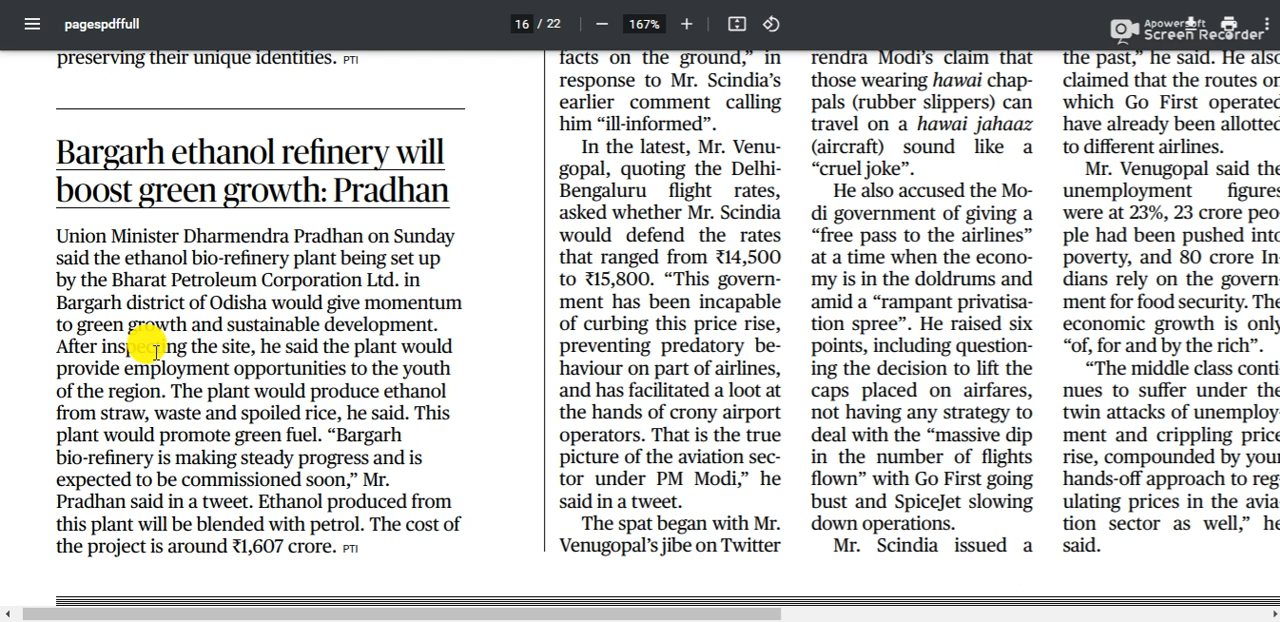 pagespdffull
16 / 22
167%
Apowersoft
Screen Recorder
preserving their unique identities. PTI
Bargarh ethanol refinery will
boost green growth: Pradhan
Union Minister Dharmendra Pradhan on Sunday
said the ethanol bio-refinery plant being set up
by the Bharat Petroleum Corporation Ltd. in
Bargarh district of Odisha would give momentum
to green growth and sustainable development.
After inspecting the site, he said the plant would
provide employment opportunities to the youth
of the region. The plant would produce ethanol
from straw, waste and spoiled rice, he said. This
plant would promote green fuel. “Bargarh
bio-refinery is making steady progress and is
expected to be commissioned soon,” Mr.
Pradhan said in a tweet. Ethanol produced from
this plant will be blended with petrol. The cost of
the project is around ₹1,607 crore. PTI
facts on the ground,” in
response to Mr. Scindia’s
earlier comment calling
him “ill-informed”.
In the latest, Mr. Venu-
gopal, quoting the Delhi-
Bengaluru flight rates,
asked whether Mr. Scindia
would defend the rates
that ranged from ₹14,500
to ₹15,800. “This govern-
ment has been incapable
of curbing this price rise,
preventing predatory be-
haviour on part of airlines,
and has facilitated a loot at
the hands of crony airport
operators. That is the true
picture of the aviation sec-
tor under PM Modi,” he
said in a tweet.
The spat began with Mr.
Venugopal’s jibe on Twitter
rendra Modi’s claim that
those wearing hawai chap-
pals (rubber slippers) can
travel on a hawai jahaaz
(aircraft) sound like a
“cruel joke”.
He also accused the Mo-
di government of giving a
“free pass to the airlines”
at a time when the econo-
my is in the doldrums and
amid a “rampant privatisa-
tion spree”. He raised six
points, including question-
ing the decision to lift the
caps placed on airfares,
not having any strategy to
deal with the “massive dip
in the number of flights
flown” with Go First going
bust and SpiceJet slowing
down operations.
Mr. Scindia issued a
the past,” he said. He also
claimed that the routes on
which Go First operated
have already been allotted
to different airlines.
Mr. Venugopal said the
unemployment figures
were at 23%, 23 crore peo-
ple had been pushed into
poverty, and 80 crore In-
dians rely on the govern-
ment for food security. The
economic growth is only
“of, for and by the rich”.
“The middle class conti-
nues to suffer under the
twin attacks of unemploy-
ment and crippling price
rise, compounded by your
hands-off approach to reg-
ulating prices in the avia-
tion sector as well,” he
said.